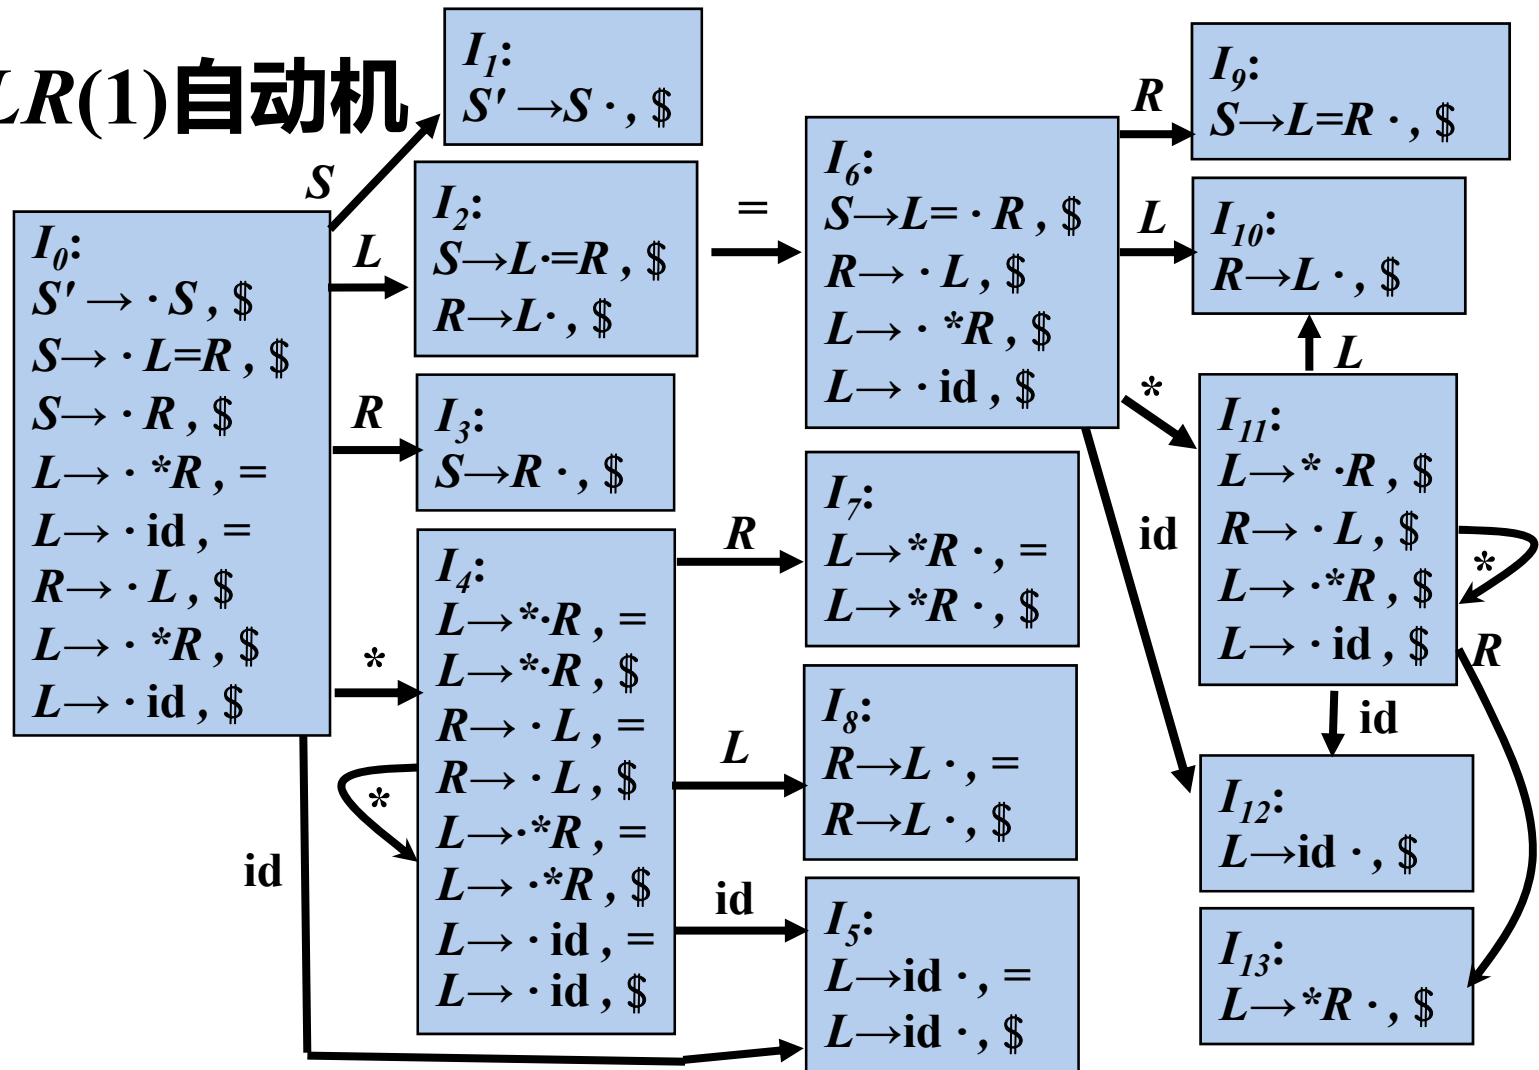 LR(1)自动机
I0:
S' → · S , $
S→ · L=R , $
S→ · R , $
L→ · *R , =
L→ · id , =
R→ · L , $
L→ · *R , $
L→ · id , $
S
L
R
*
id
I1:
S' →S · , $
I2:
S→L·=R , $
R→L· , $
=
I3:
S→R · , $
I4:
L→*·R , =
L→*·R , $
R→ · L , =
R→ · L , $
L→·*R , =
L→ ·*R , $
L→ · id , =
L→ · id , $
*
R
L
id
I6:
S→L= · R , $
R→ · L , $
L→ · *R , $
L→ · id , $
R
L
*
id
I7:
L→*R · , =
L→*R · , $
I8:
R→L · , =
R→L · , $
I5:
L→id · , =
L→id · , $
I9:
S→L=R · , $
I10:
R→L · , $
L
I11:
L→* ·R , $
R→ · L , $
L→ ·*R , $
L→ · id , $
*
R
id
I12:
L→id · , $
I13:
L→*R · , $